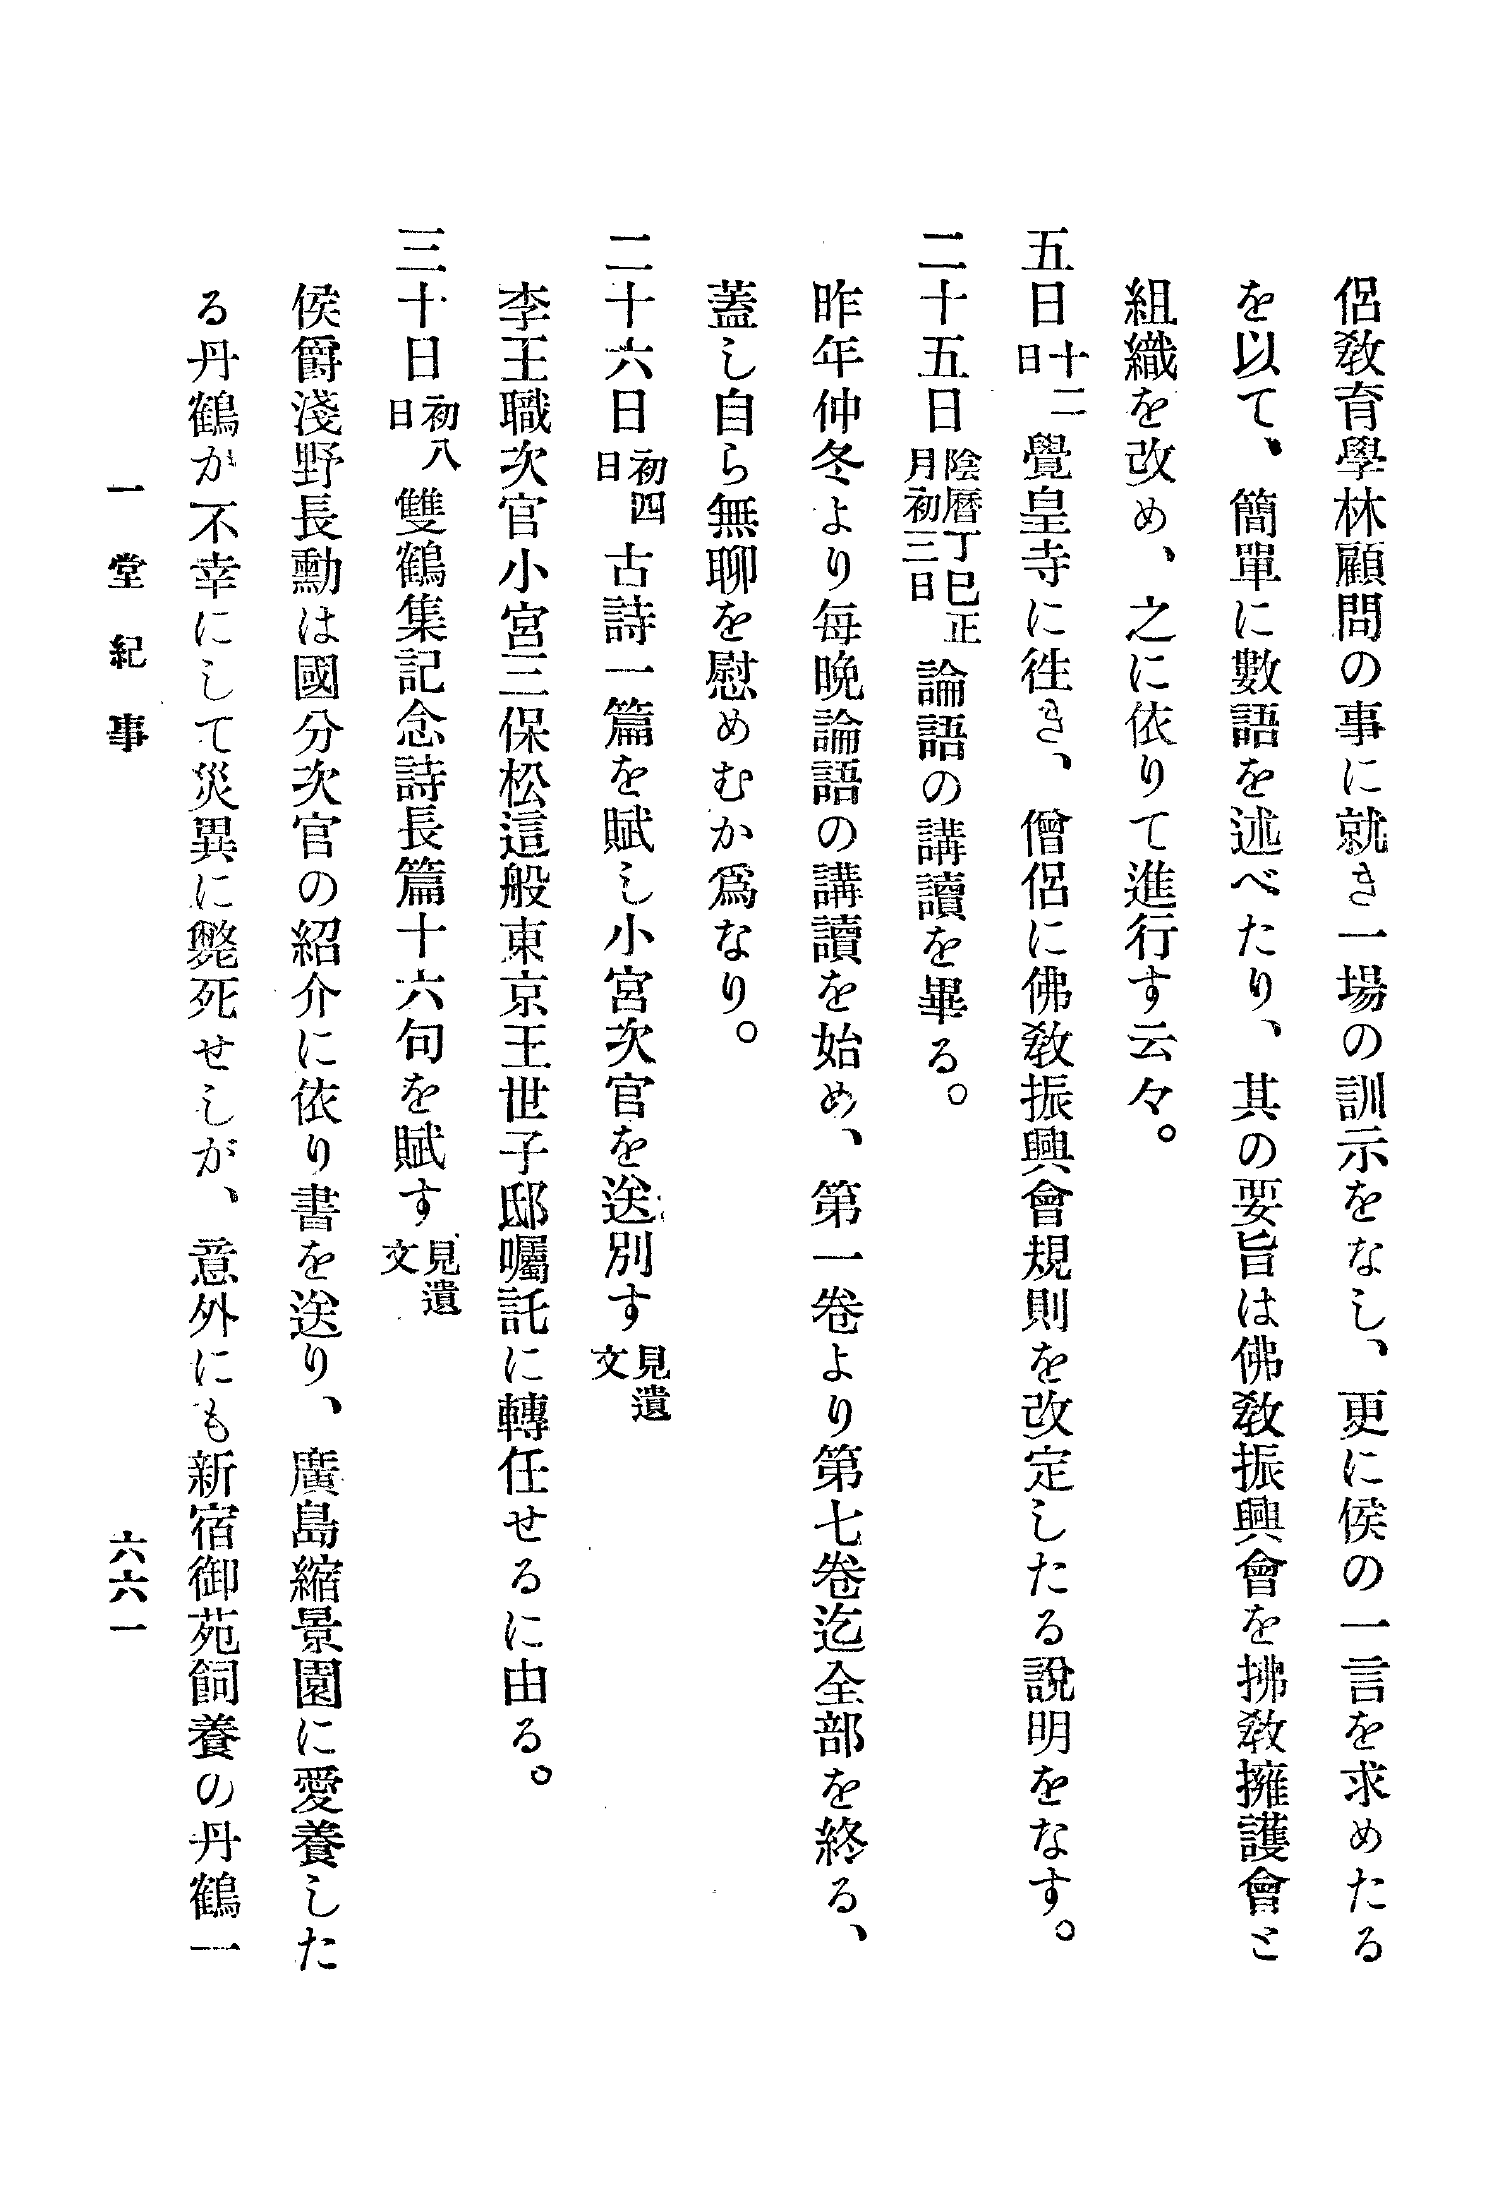 侶敎育學林顧問の事に就き一場の訓示をなし、更に侯の一言を求めたる
を以て、簡單に數語を述べたり、其の要旨は佛敎振興會を拂敎擁護會と
組織を改め、之に依りて進行す云々。
五日十二日覺皇寺に徃き、僧侶に佛敎振興會規則を改定したる說明をなす。
二十五日陰曆丁巳正月初三日論語の講讀を畢る。
昨年仲冬より每晩論語の講讀を始め、第一卷より第七卷迄全部を終る、
蓋し自ら無聊を慰めむか爲なり。
二十六日初四日古詩一篇を賦し小宮次官を送別す見遺文
李王職次官小宮三保松這般東京王世子邸囑託に轉任せるに由る。
三十日初八日雙鶴集記念詩長篇十六句を賦す見遺文
侯爵淺野長勳は國分次官の紹介に依り書を送り、廣島縮景園に愛養した
る丹鶴か不幸にして災異に斃死せしが、意外にも新宿御苑飼養の丹鶴一
一堂紀事
六六一